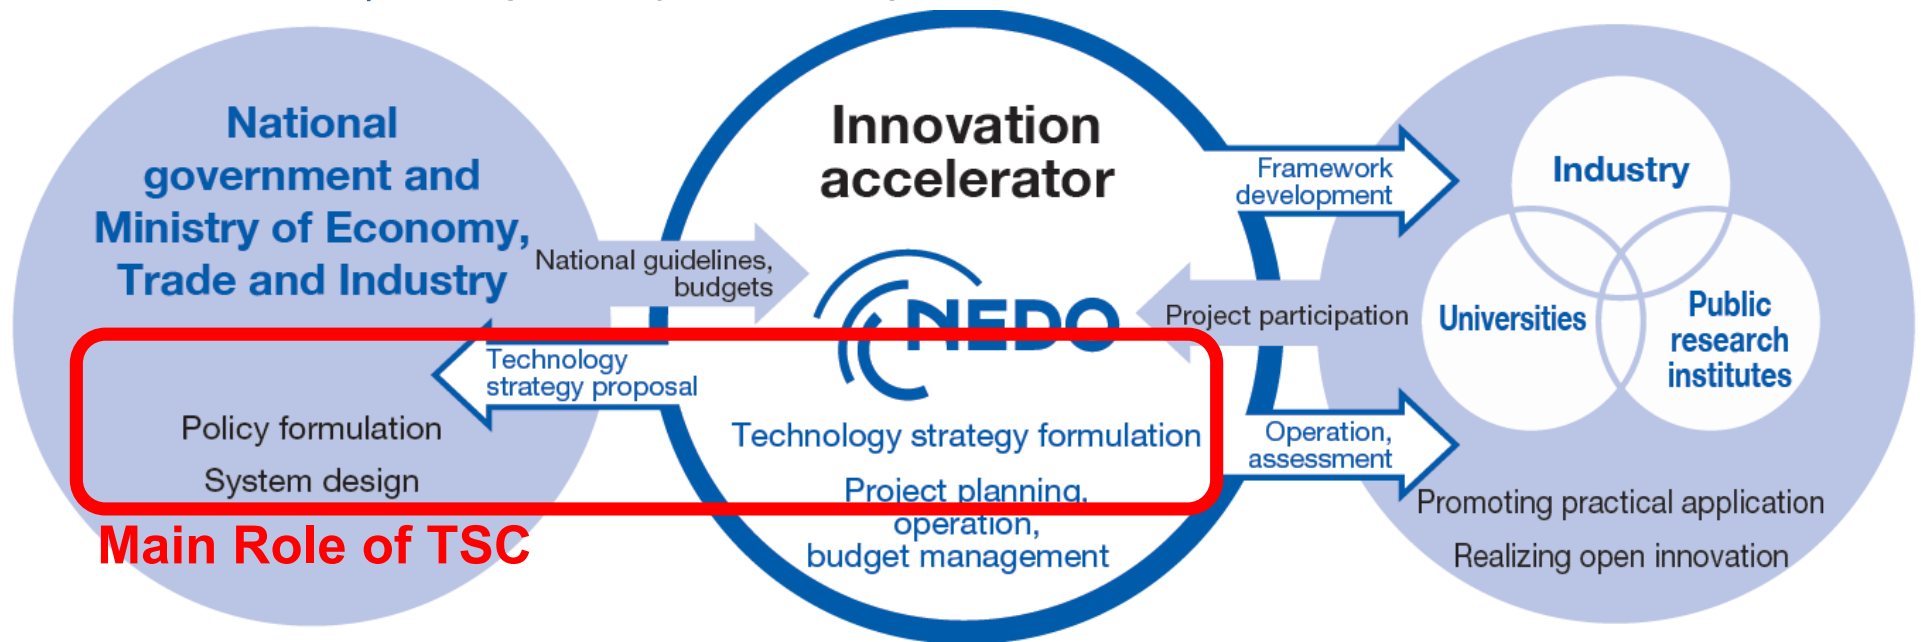 National
government and
Ministry of Economy,
Trade and Industry
National guidelines,
budgets
Technology
strategy proposal
Policy formulation
System design
Main Role of TSC
Innovation
accelerator
NEDO
Technology strategy formulation
Project planning,
operation,
budget management
Framework
development
Project participation
Operation,
assessment
Industry
Universities
Public
research
institutes
Promoting practical application
Realizing open innovation